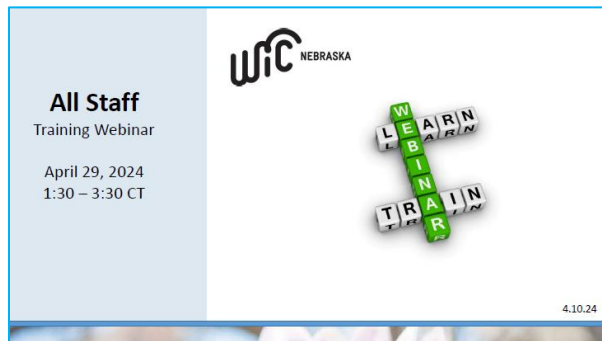 All Staff
Training Webinar
April 29, 2024
1:30 – 3:30 CT
WiC NEBRASKA
LEARN
WEBINAR
TRAIN
4.10.24